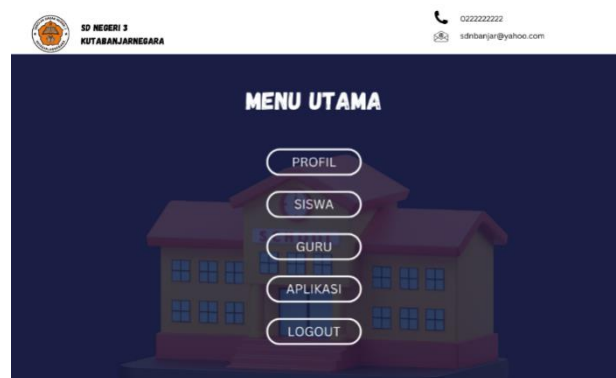 SD NEGERI 3
KUTABANJARNEGARA
0222222222
sdnbanjar@yahoo.com
MENU UTAMA
PROFIL
SISWA
GURU
APLIKASI
LOGOUT